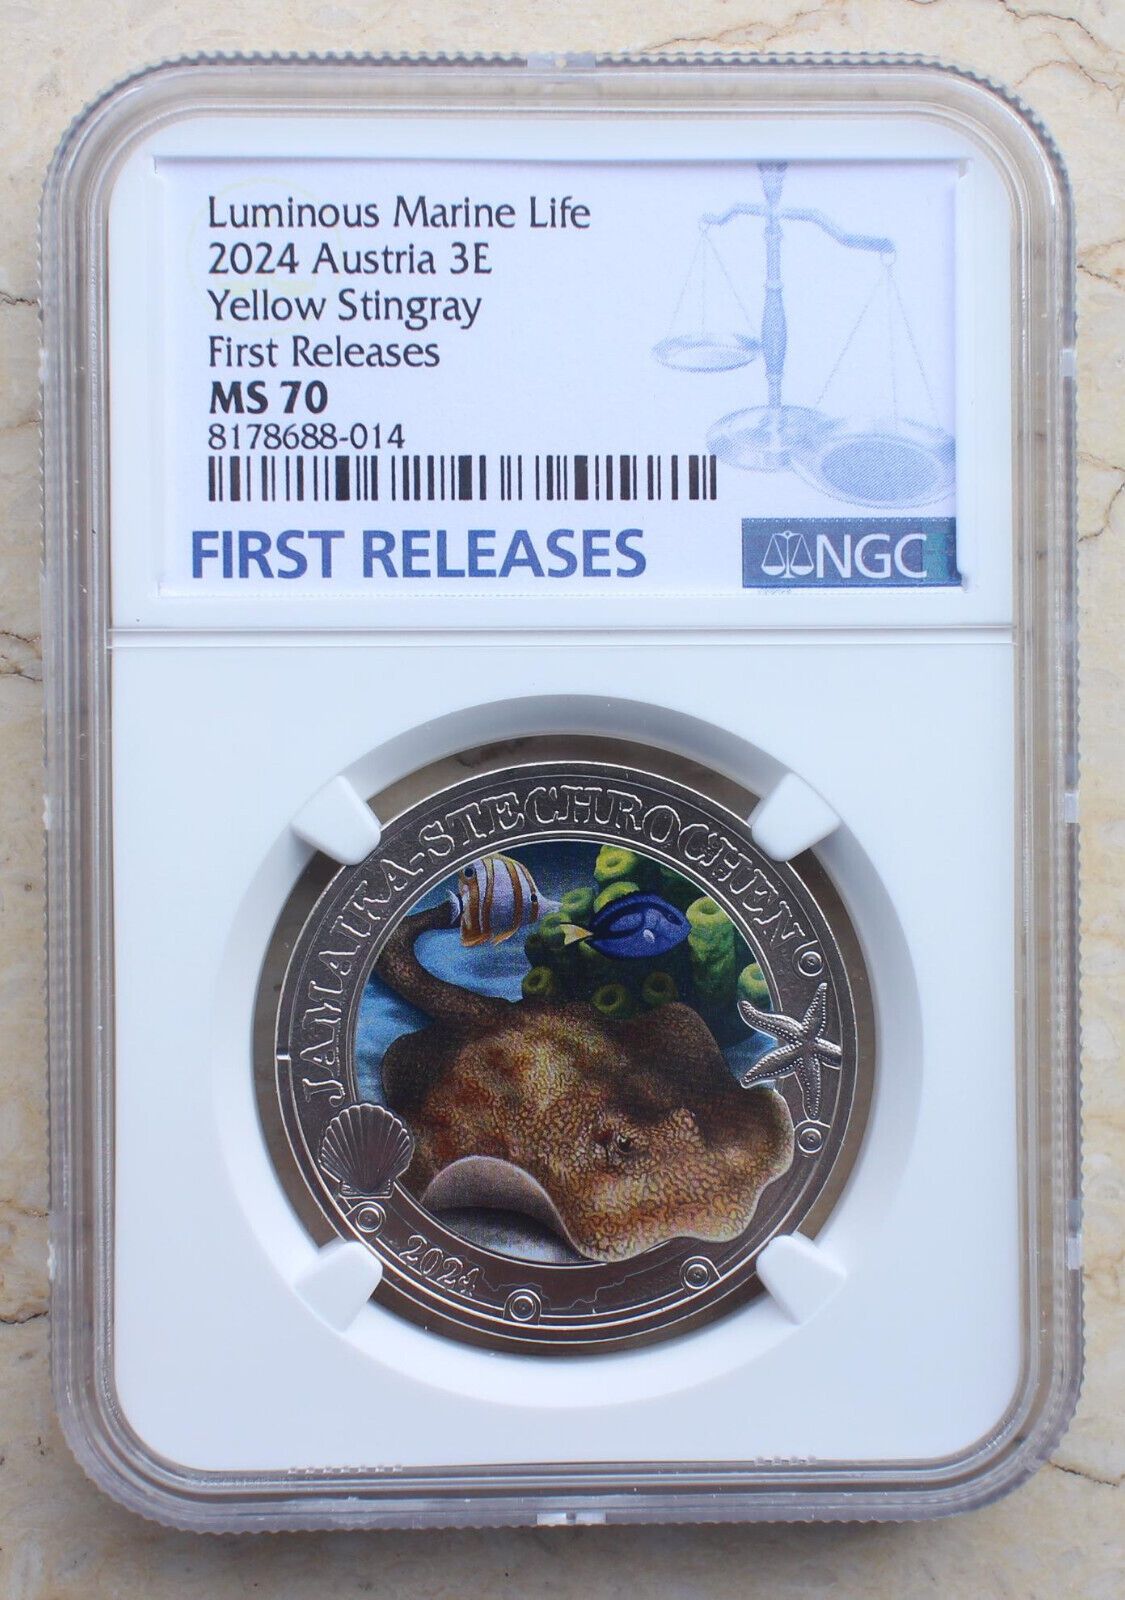 Luminous Marine Life
2024 Austria 3E
Yellow Stingray
First Releases
MS 70
8178688-014
FIRST RELEASES
NGC
JAMAIKA-STECHROCHEN
2024